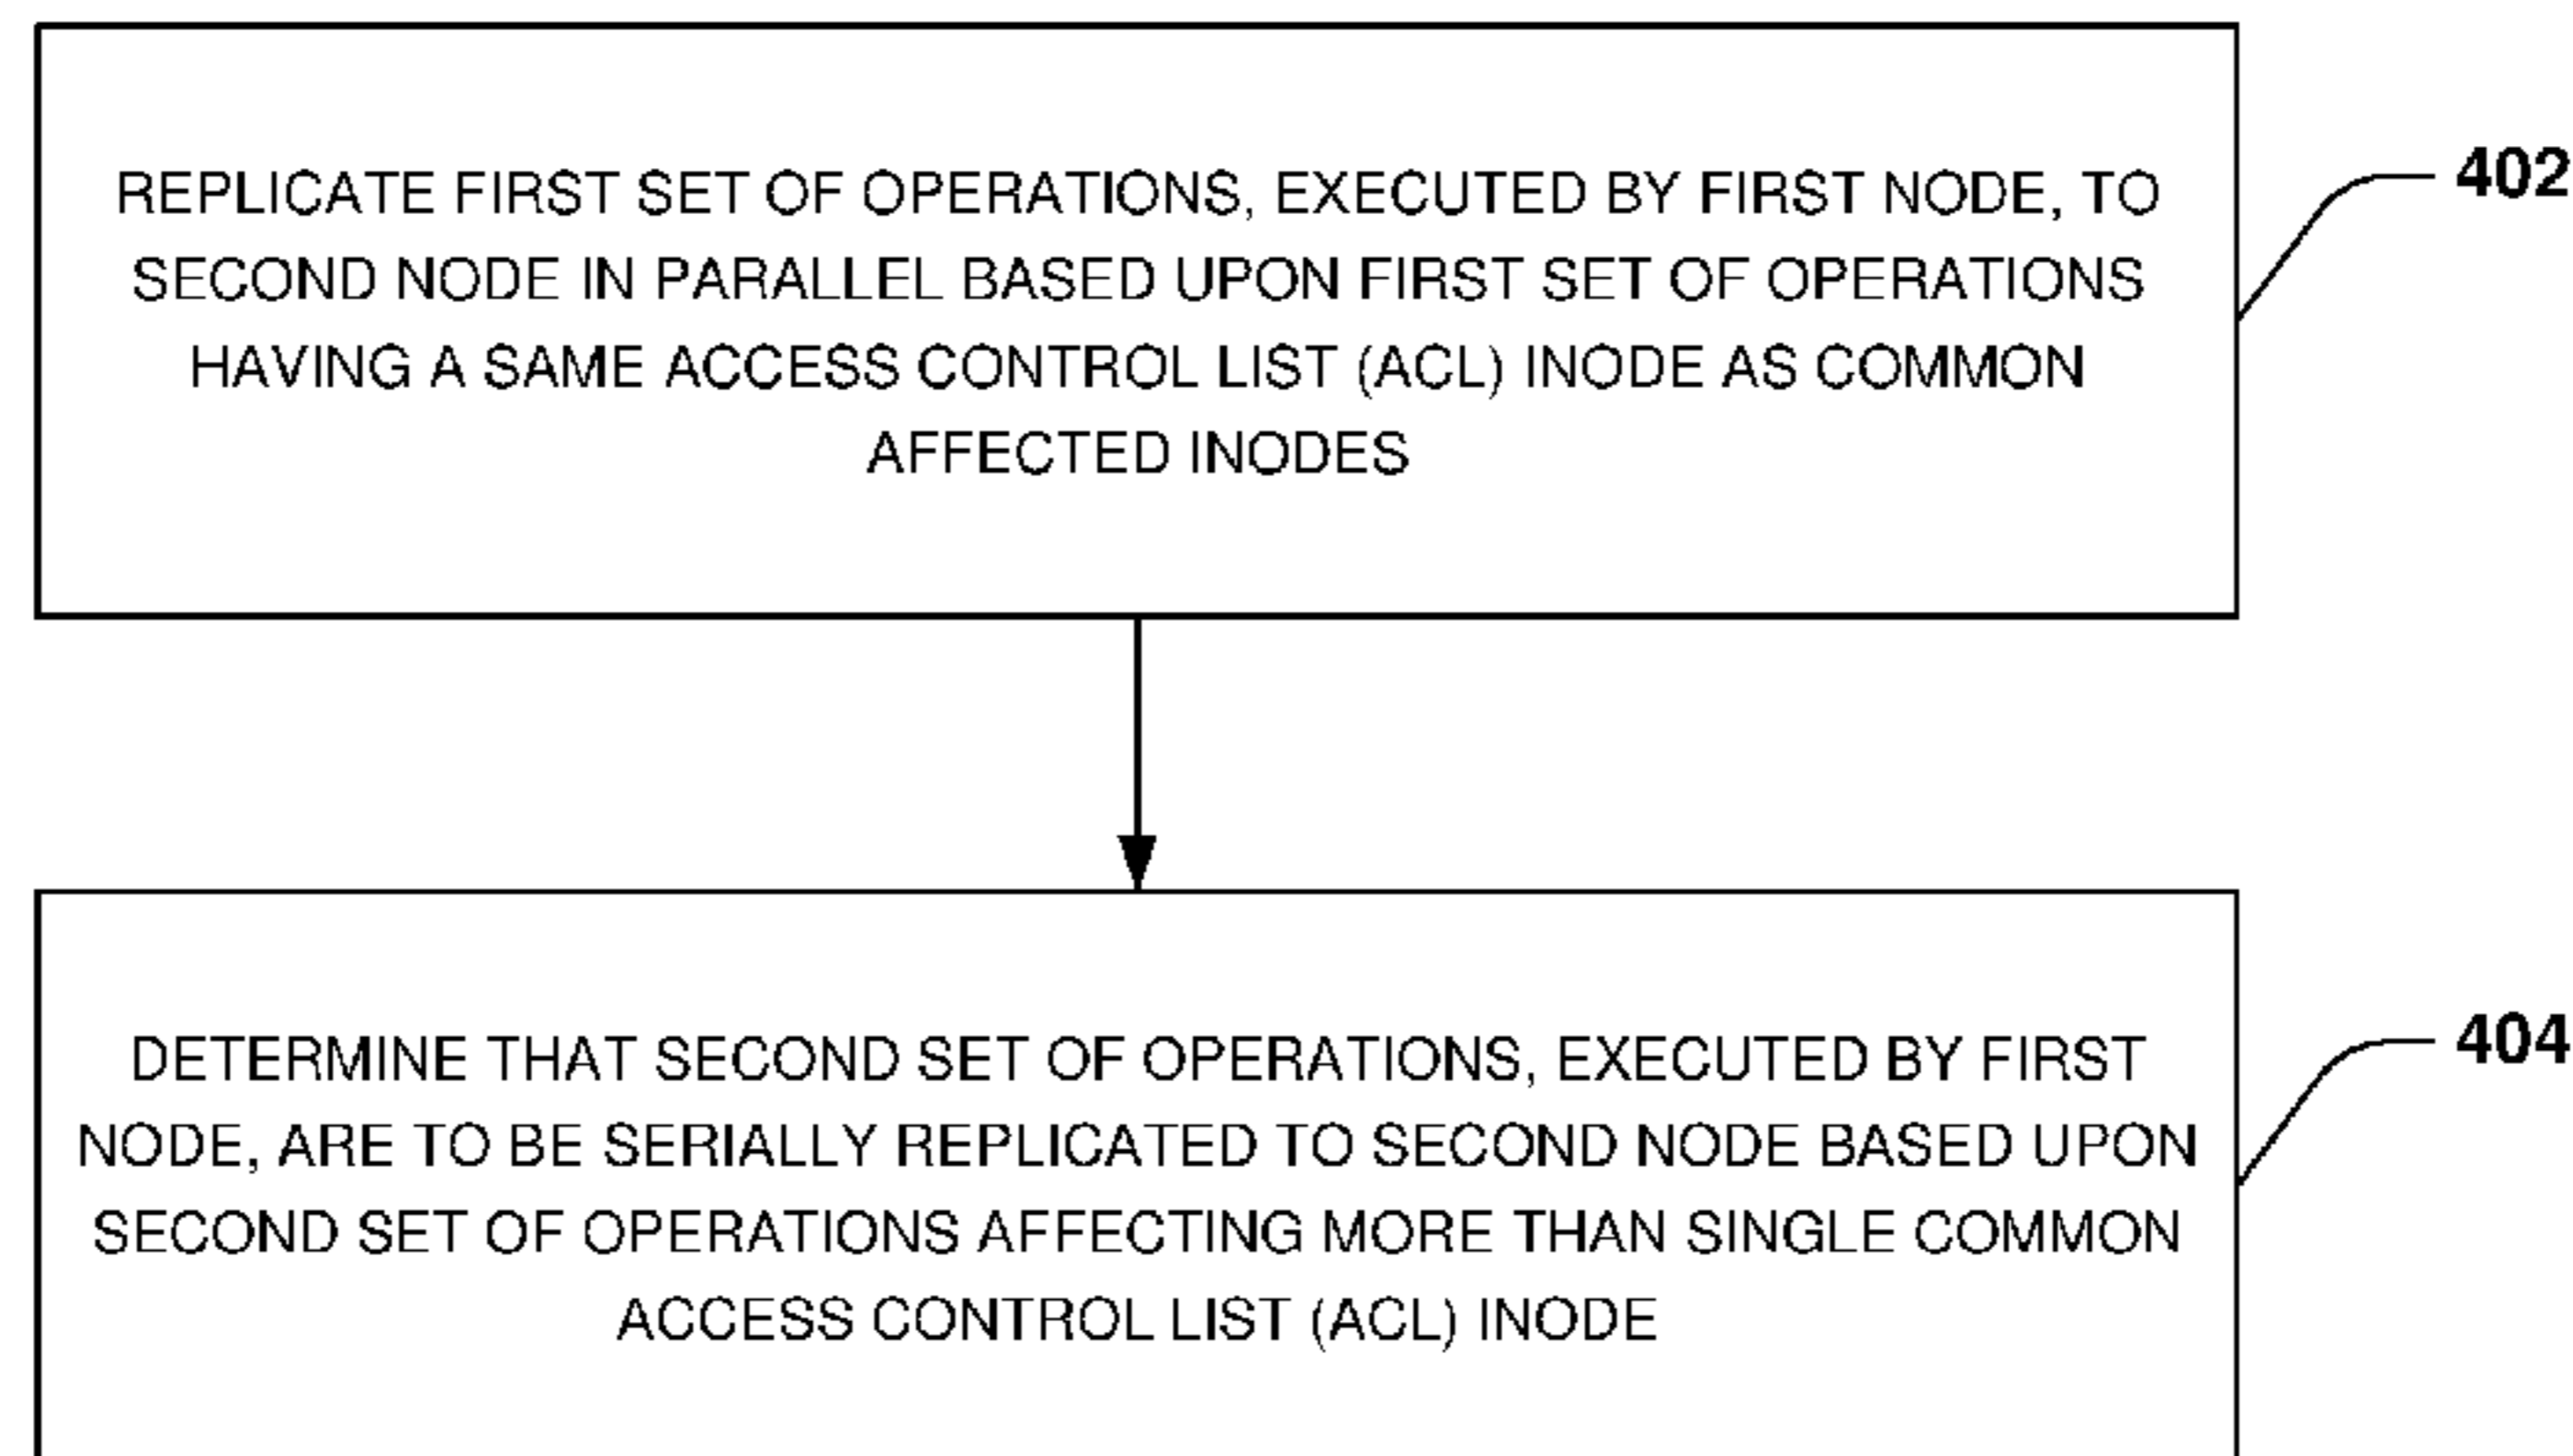 REPLICATE FIRST SET OF OPERATIONS, EXECUTED BY FIRST NODE, TO
SECOND NODE IN PARALLEL BASED UPON FIRST SET OF OPERATIONS
HAVING A SAME ACCESS CONTROL LIST (ACL) INODE AS COMMON
AFFECTED INODES
402
DETERMINE THAT SECOND SET OF OPERATIONS, EXECUTED BY FIRST
NODE, ARE TO BE SERIALLY REPLICATED TO SECOND NODE BASED UPON
SECOND SET OF OPERATIONS AFFECTING MORE THAN SINGLE COMMON
ACCESS CONTROL LIST (ACL) INODE
404